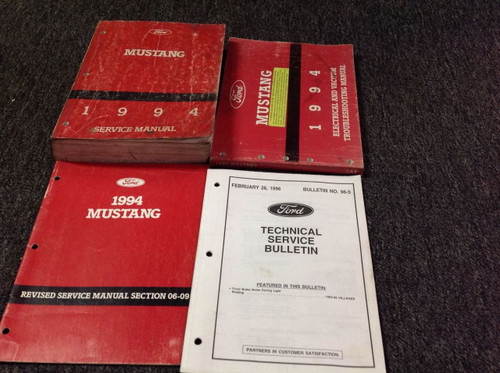 Ford
MUSTANG
1994
SERVICE MANUAL
Ford
MUSTANG
1994
ELECTRICAL AND VACUUM
TROUBLESHOOTING MANUAL
Ford
1994
MUSTANG
REVISED SERVICE MANUAL SECTION 06-09
FEBRUARY 26, 1996 BULLETIN NO. 96-5
Ford
TECHNICAL
SERVICE
BULLETIN
FEATURED IN THIS BULLETIN
PARTNERS IN CUSTOMER SATISFACTION